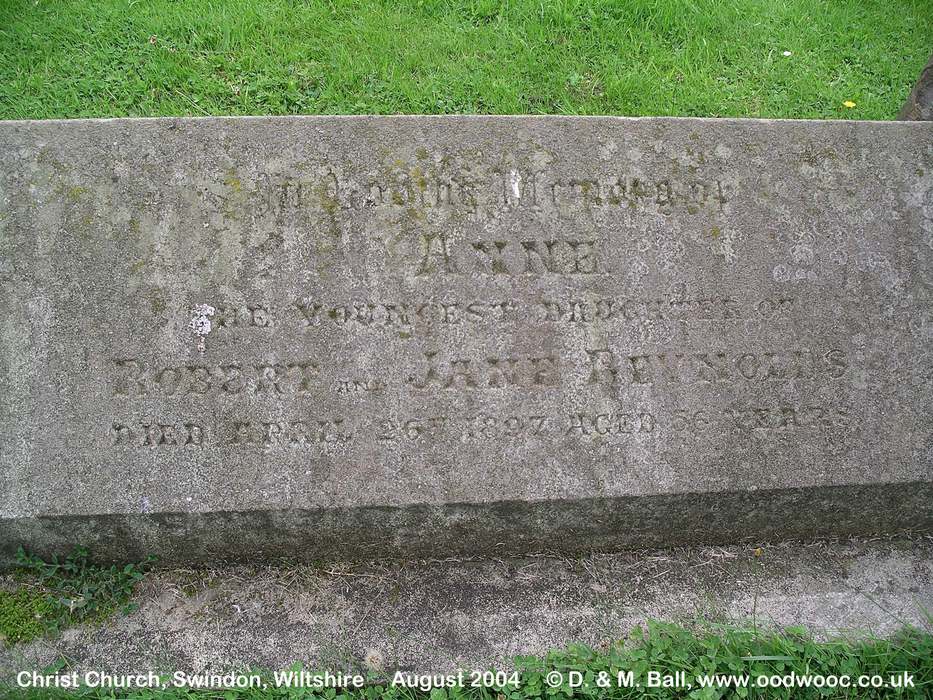 In Loving Memory of
ANNE
THE YOUNGEST DAUGHTER OF
ROBERT AND JANE REYNOLDS
DIED APRIL 26TH 1897 AGED 66 YEARS
Christ Church, Swindon, Wiltshire August 2004 © D. & M. Ball, www.oodwooc.co.uk